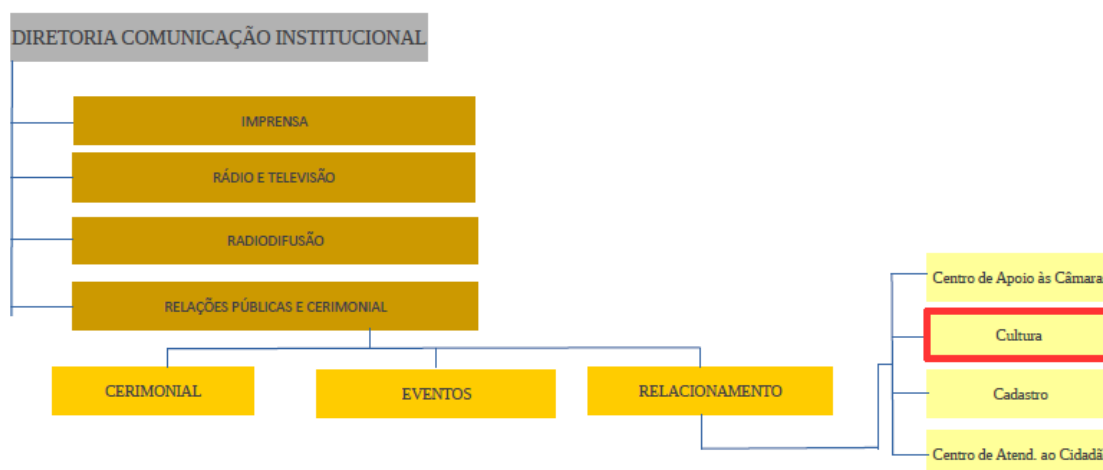 DIRETORIA COMUNICAÇÃO INSTITUCIONAL
IMPRENSA
RÁDIO E TELEVISÃO
RADIODIFUSÃO
RELAÇÕES PÚBLICAS E CERIMONIAL
CERIMONIAL
EVENTOS
RELACIONAMENTO
Centro de Apoio às Câmara
Cultura
Cadastro
Centro de Atend. ao Cidadã